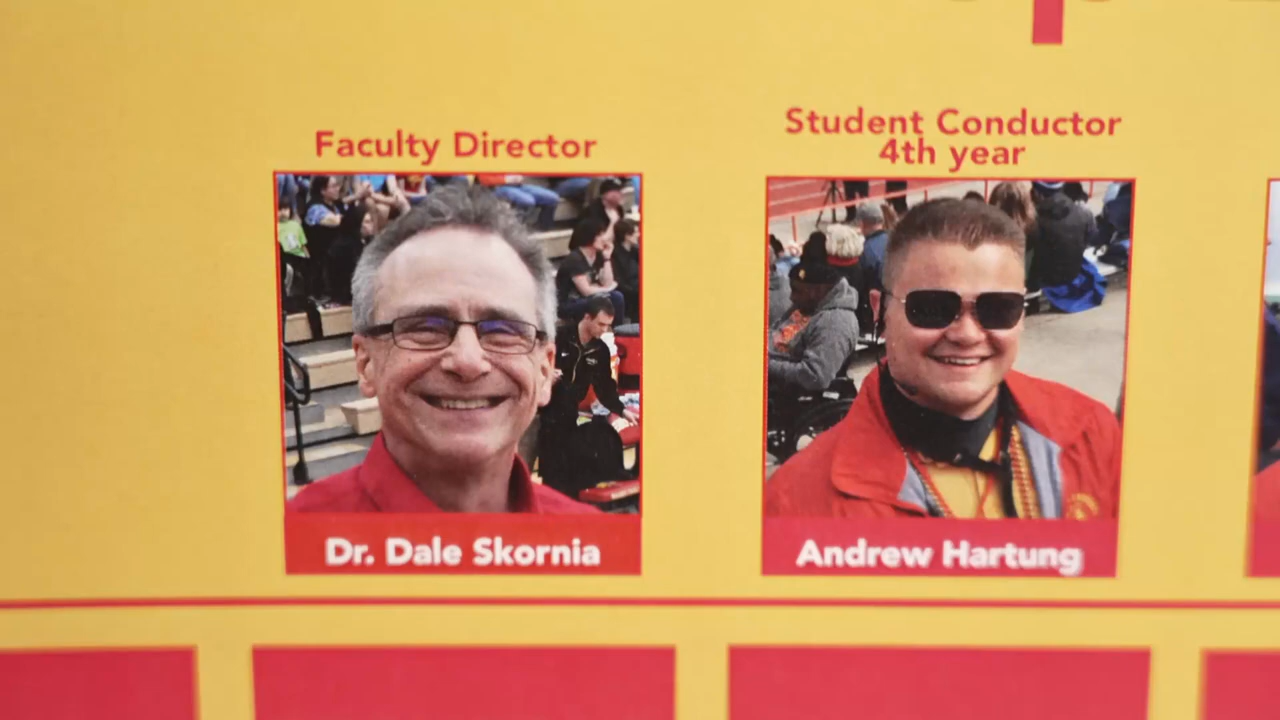 Faculty Director
Student Conductor
4th year
Dr. Dale Skornia
Andrew Hartung